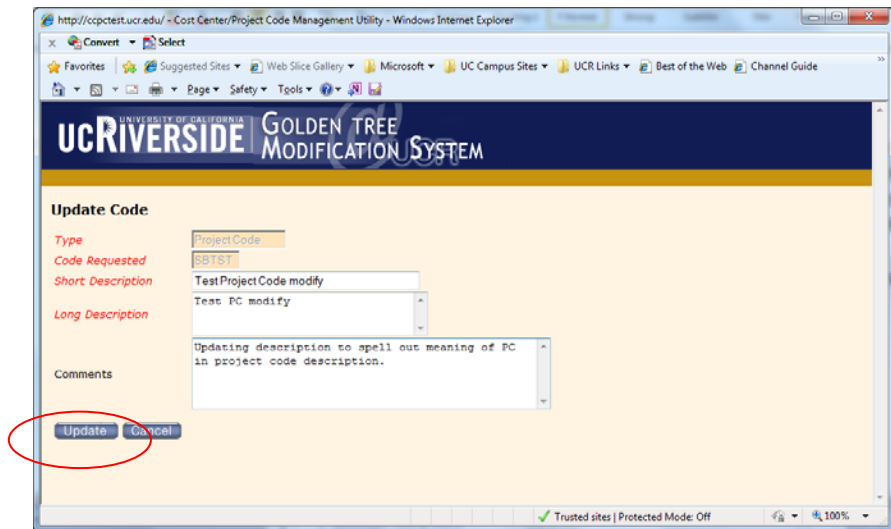 http://ccpctest.ucr.edu/ - Cost Center/Project Code Management Utility - Windows Internet Explorer
x Convert Select
Favorites Suggested Sites Web Slice Gallery Microsoft UC Campus Sites UCR Links Best of the Web Channel Guide »
Page Safety Tools
UNIVERSITY OF CALIFORNIA
UCRIVERSIDE
GOLDEN TREE
MODIFICATION SYSTEM
@UCR
Update Code
Type Project Code
Code Requested SBTST
Short Description Test Project Code modify
Long Description Test PC modify
Comments Updating description to spell out meaning of PC
in project code description.
Update Cancel
Trusted sites | Protected Mode: Off 100%